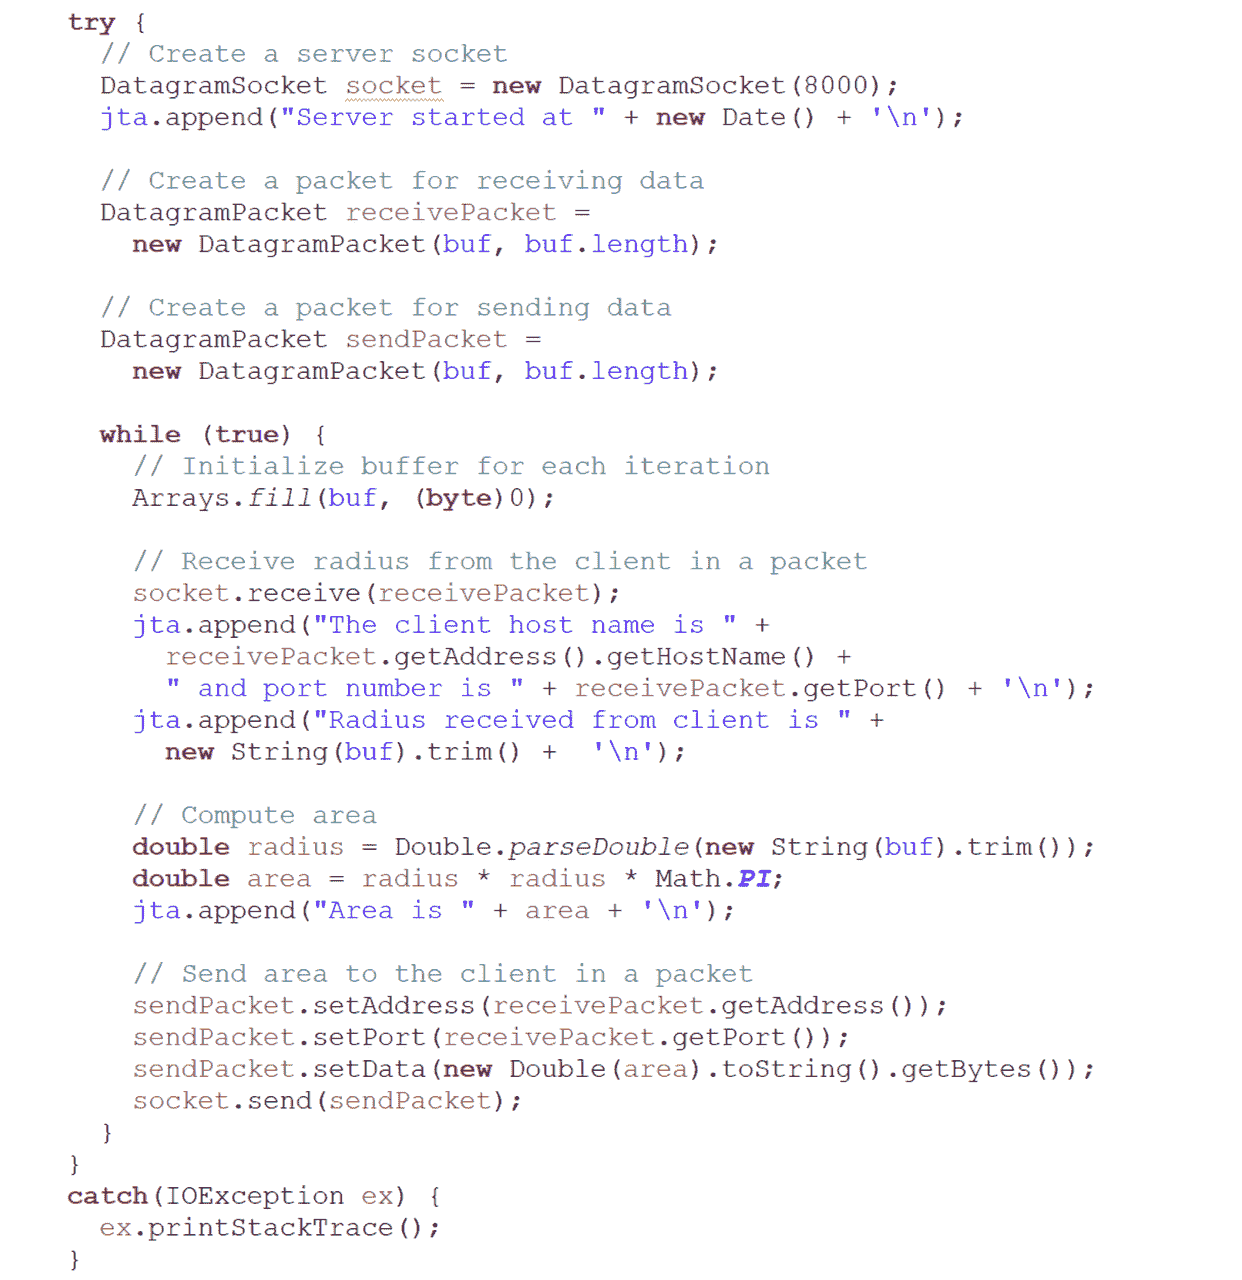 try {
  // Create a server socket
  DatagramSocket socket = new DatagramSocket(8000);
  jta.append("Server started at " + new Date() + '\n');

  // Create a packet for receiving data
  DatagramPacket receivePacket =
    new DatagramPacket(buf, buf.length);

  // Create a packet for sending data
  DatagramPacket sendPacket =
    new DatagramPacket(buf, buf.length);

  while (true) {
    // Initialize buffer for each iteration
    Arrays.fill(buf, (byte)0);

    // Receive radius from the client in a packet
    socket.receive(receivePacket);
    jta.append("The client host name is " +
      receivePacket.getAddress().getHostName() +
      " and port number is " + receivePacket.getPort() + '\n');
    jta.append("Radius received from client is " +
      new String(buf).trim() +  '\n');

    // Compute area
    double radius = Double.parseDouble(new String(buf).trim());
    double area = radius * radius * Math.PI;
    jta.append("Area is " + area + '\n');

    // Send area to the client in a packet
    sendPacket.setAddress(receivePacket.getAddress());
    sendPacket.setPort(receivePacket.getPort());
    sendPacket.setData(new Double(area).toString().getBytes());
    socket.send(sendPacket);
  }
}
catch(IOException ex) {
  ex.printStackTrace();
}